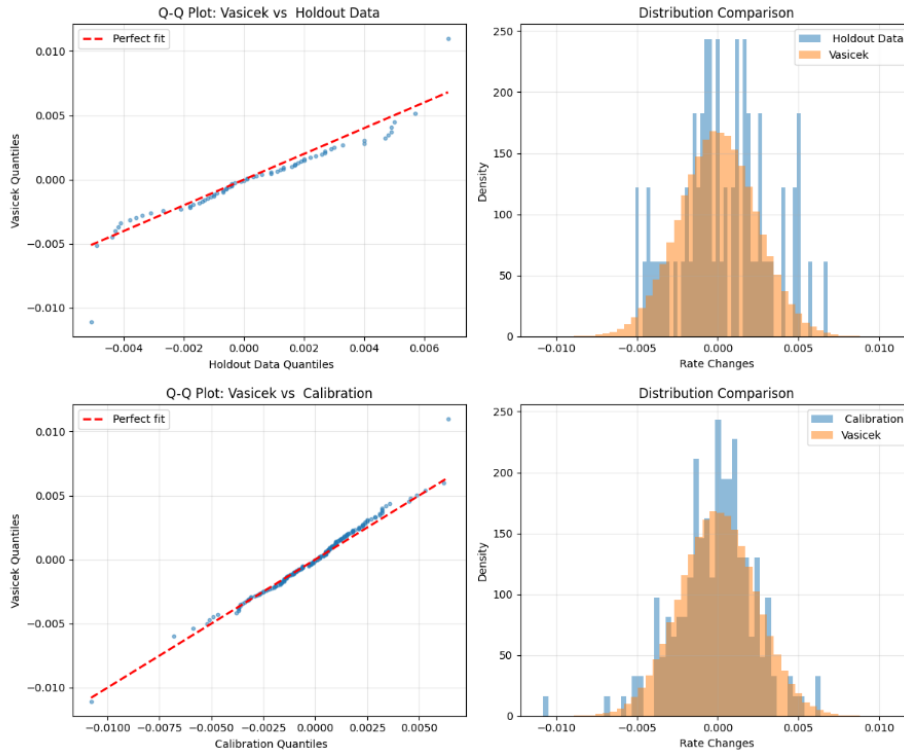 Q-Q Plot: Vasicek vs  Holdout Data
Perfect fit
0.010
0.005
0.000
−0.005
−0.010
Vasicek Quantiles
−0.004 −0.002 0.000 0.002 0.004 0.006
Holdout Data Quantiles
Distribution Comparison
Holdout Data
Vasicek
250
200
150
100
50
0
Density
−0.010 −0.005 0.000 0.005 0.010
Rate Changes
Q-Q Plot: Vasicek vs  Calibration
Perfect fit
0.010
0.005
0.000
−0.005
−0.010
Vasicek Quantiles
−0.0100 −0.0075 −0.0050 −0.0025 0.0000 0.0025 0.0050
Calibration Quantiles
Distribution Comparison
Calibration
Vasicek
250
200
150
100
50
0
Density
−0.010 −0.005 0.000 0.005 0.010
Rate Changes